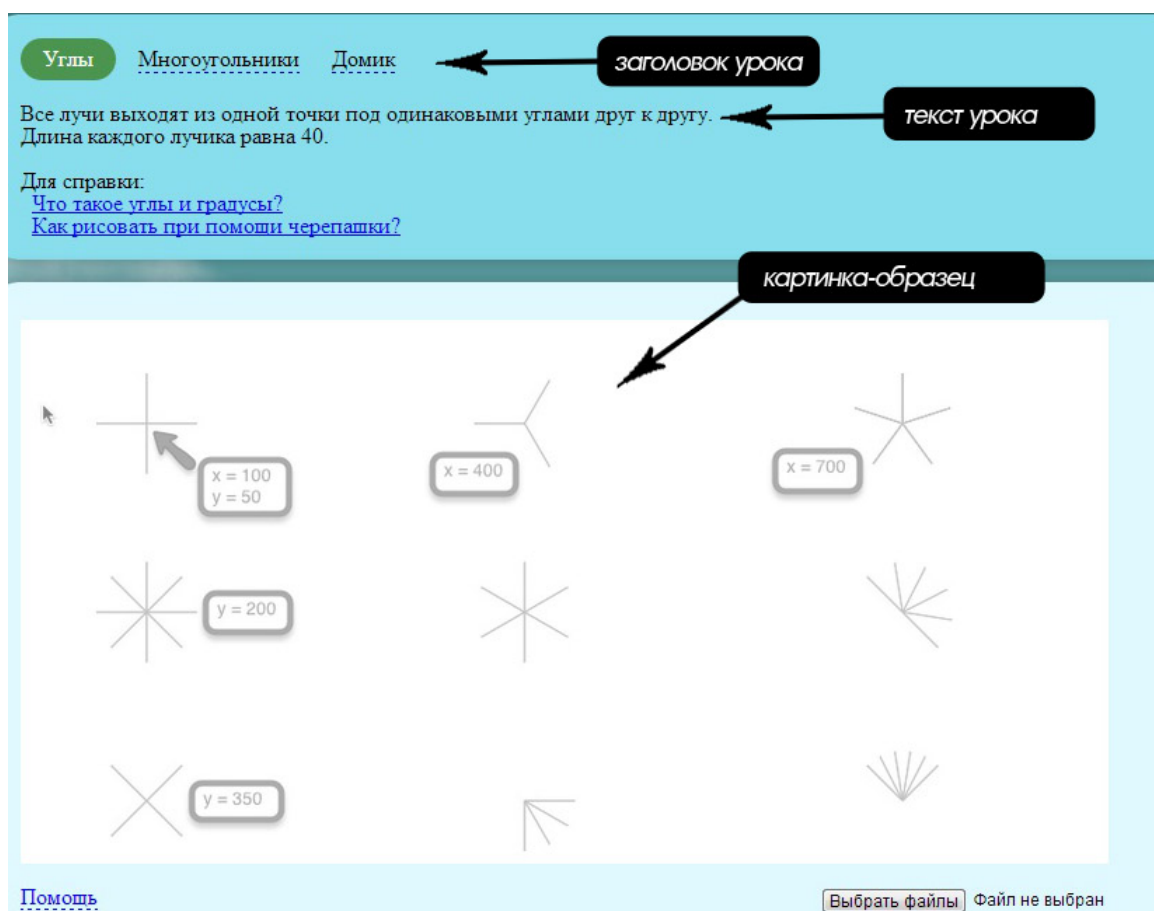 Углы Многоугольники Домик заголовок урока
Все лучи выходят из одной точки под одинаковыми углами друг к другу. текст урока
Длина каждого лучика равна 40.
Для справки:
Что такое углы и градусы?
Как рисовать при помоши черепашки?
картинка-образец
x = 100
y = 50
x = 400
x = 700
y = 200
y = 350
Помощь Выбрать файлы Файл не выбран